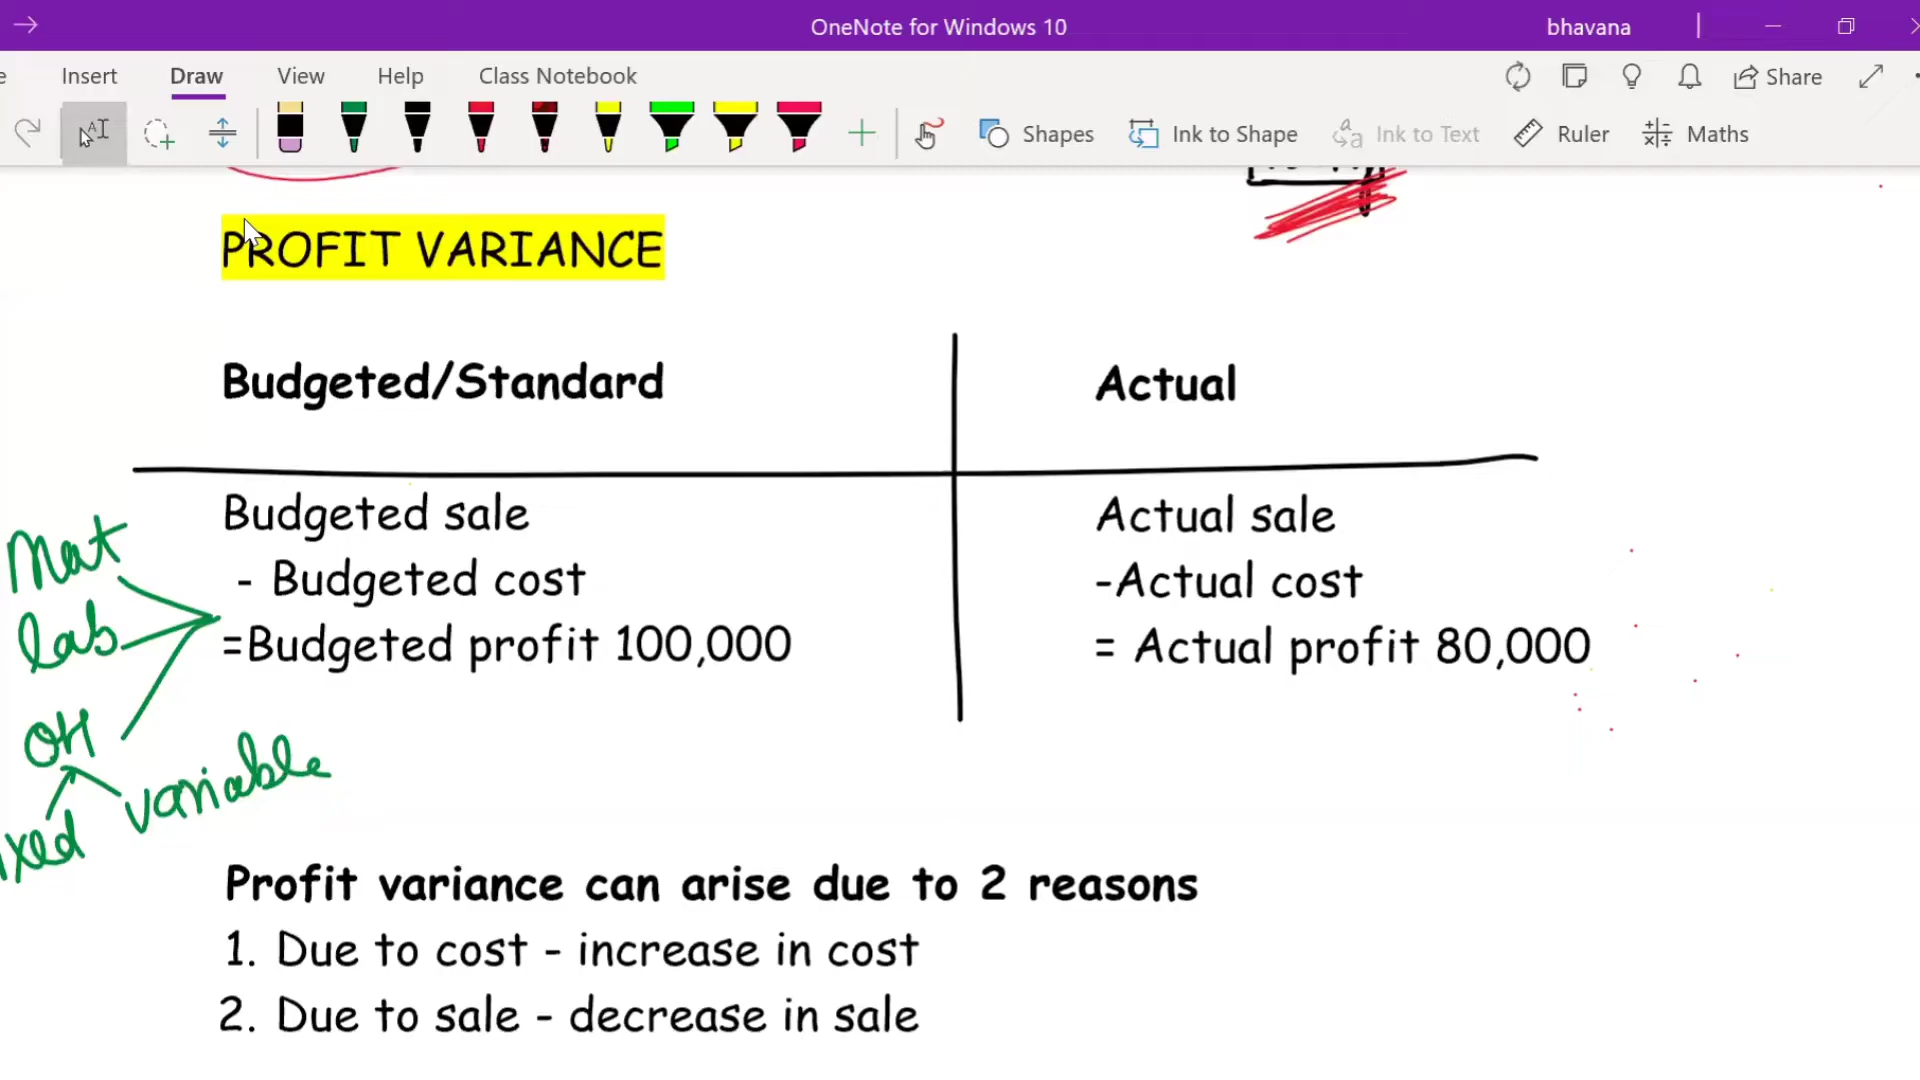 OneNote for Windows 10
bhavana
Insert Draw View Help Class Notebook
Share
Shapes Ink to Shape Ink to Text Ruler Maths
PROFIT VARIANCE
Budgeted/Standard
Actual
Budgeted sale
- Budgeted cost
=Budgeted profit 100,000
Actual sale
-Actual cost
= Actual profit 80,000
Mat
lab
OH
variable
ixed
Profit variance can arise due to 2 reasons
1. Due to cost - increase in cost
2. Due to sale - decrease in sale